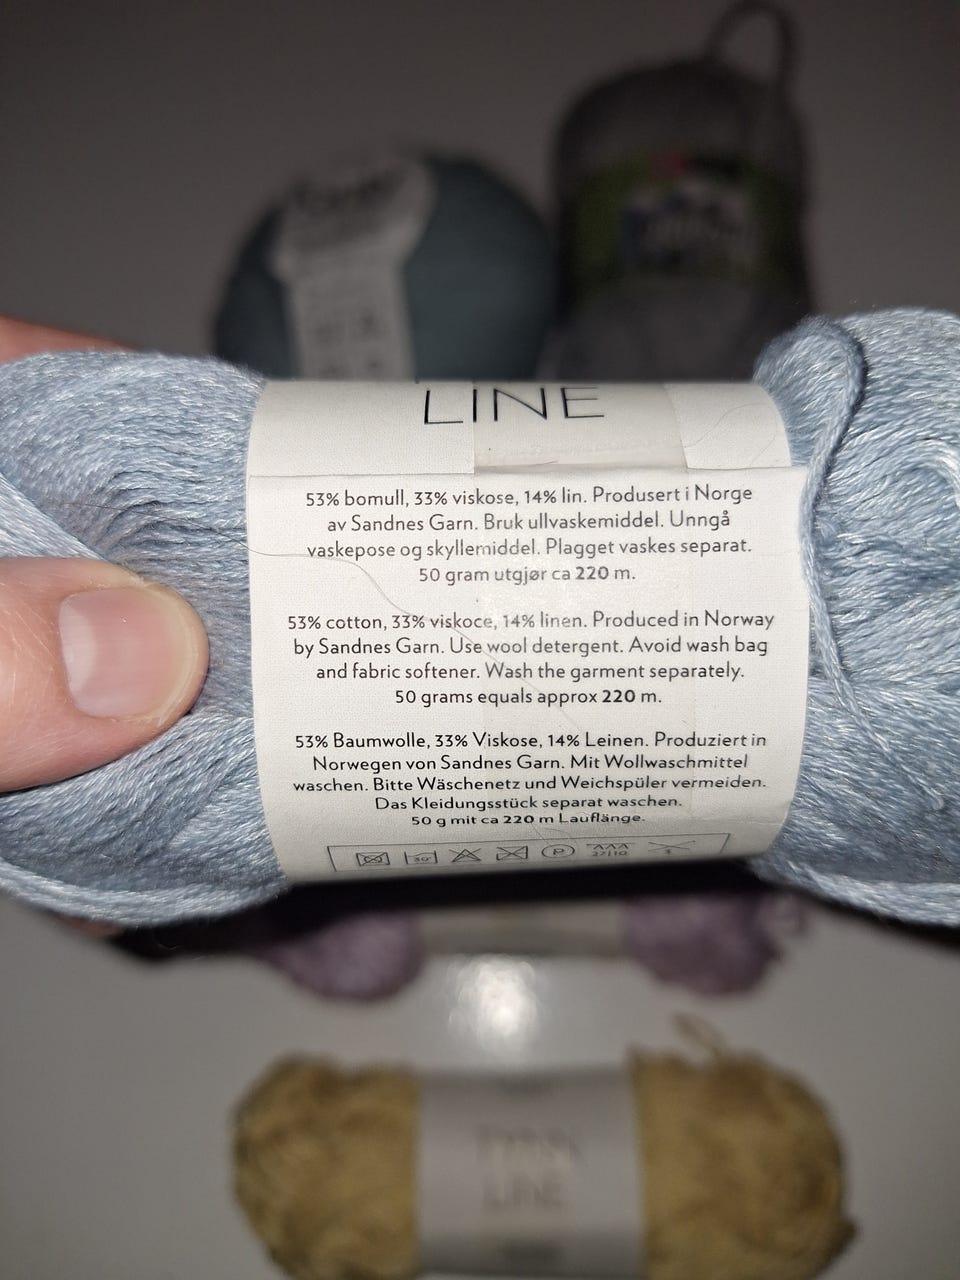 LINE
53% bomull, 33% viskose, 14% lin. Produsert i Norge
av Sandnes Garn. Bruk ullvaskemiddel. Unngå
vaskepose og skyllemiddel. Plagget vaskes separat.
50 gram utgjør ca 220 m.
53% cotton, 33% viskoce, 14% linen. Produced in Norway
by Sandnes Garn. Use wool detergent. Avoid wash bag
and fabric softener. Wash the garment separately.
50 grams equals approx 220 m.
53% Baumwolle, 33% Viskose, 14% Leinen. Produziert in
Norwegen von Sandnes Garn. Mit Wollwaschmittel
waschen. Bitte Wäschenetz und Weichspüler vermeiden.
Das Kleidungsstück separat waschen.
50 g mit ca 220 m Lauflänge.
30° P 27/10
LINE